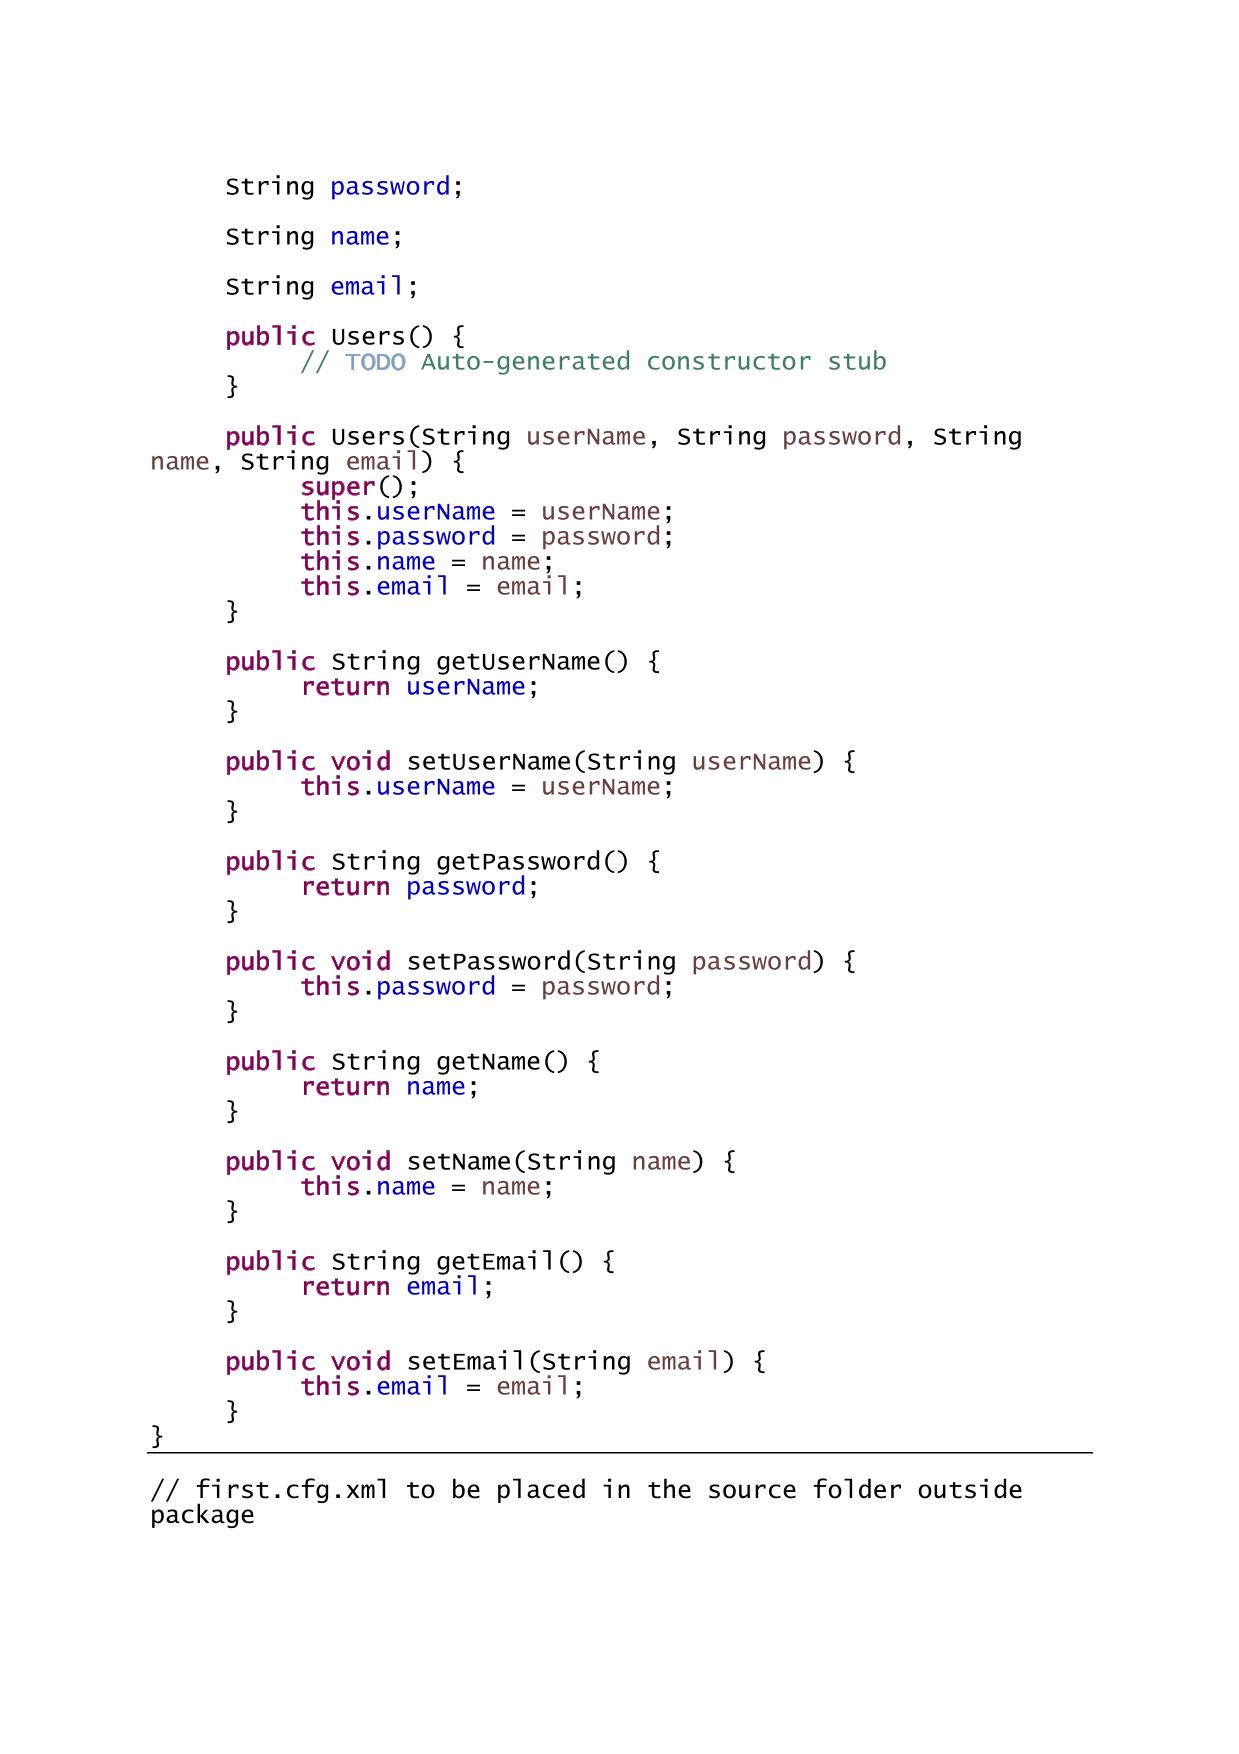 String password;
String name;
String email;
public Users() {
// TODO Auto-generated constructor stub
}
public Users(String userName, String password, String
name, String email) {
super();
this.userName = userName;
this.password = password;
this.name = name;
this.email = email;
}
public String getUserName() {
return userName;
}
public void setUserName(String userName) {
this.userName = userName;
}
public String getPassword() {
return password;
}
public void setPassword(String password) {
this.password = password;
}
public String getName() {
return name;
}
public void setName(String name) {
this.name = name;
}
public String getEmail() {
return email;
}
public void setEmail(String email) {
this.email = email;
}
}
// first.cfg.xml to be placed in the source folder outside
package